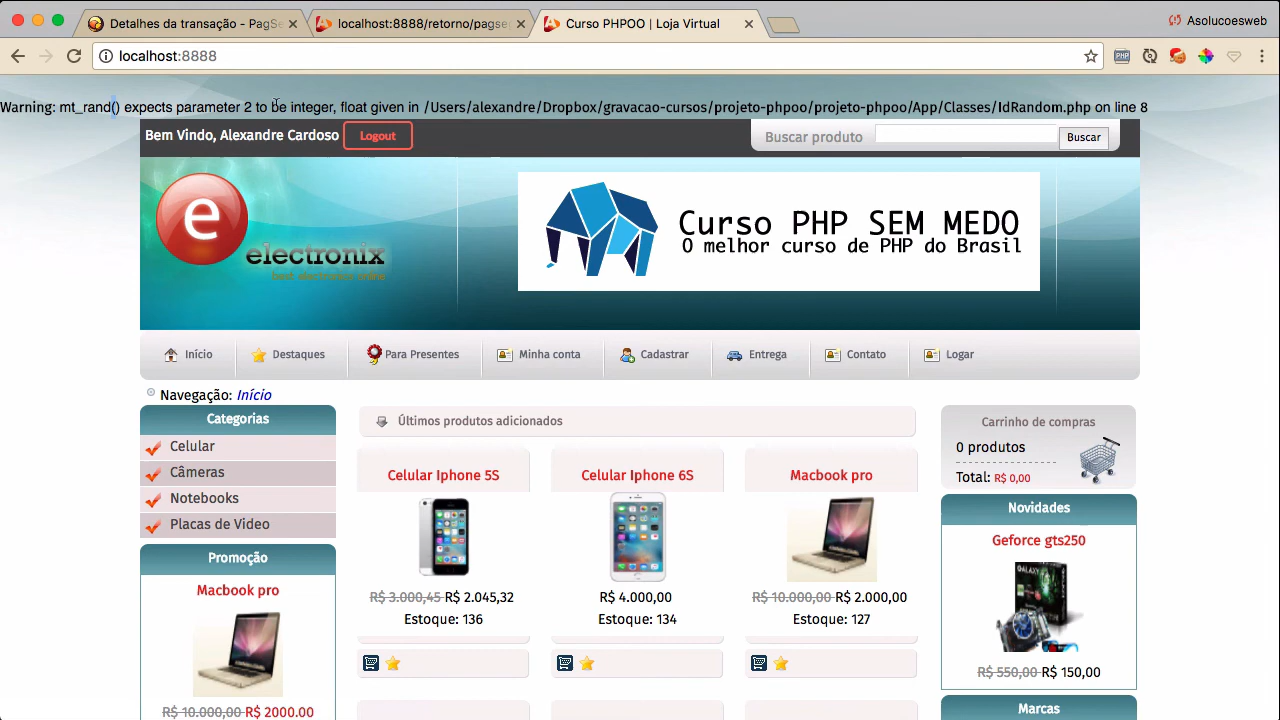 Detalhes da transação - PagSe
localhost:8888/retorno/pagseg
Curso PHPOO | Loja Virtual
Asolucoesweb
localhost:8888
Warning: mt_rand() expects parameter 2 to be integer, float given in /Users/alexandre/Dropbox/gravacao-cursos/projeto-phpoo/projeto-phpoo/App/Classes/IdRandom.php on line 8
Bem Vindo, Alexandre Cardoso
Logout
Buscar produto
Buscar
e
electronix
Curso PHP SEM MEDO
O melhor curso de PHP do Brasil
Início
Destaques
Para Presentes
Minha conta
Cadastrar
Entrega
Contato
Logar
Navegação: Início
Categorias
Celular
Câmeras
Notebooks
Placas de Video
Promoção
Macbook pro
R$ 10.000,00 R$ 2000.00
Últimos produtos adicionados
Celular Iphone 5S
R$ 3.000,45 R$ 2.045,32
Estoque: 136
Celular Iphone 6S
R$ 4.000,00
Estoque: 134
Macbook pro
R$ 10.000,00 R$ 2.000,00
Estoque: 127
Carrinho de compras
0 produtos
Total: R$ 0,00
Novidades
Geforce gts250
GALAXY
R$ 550,00 R$ 150,00
Marcas